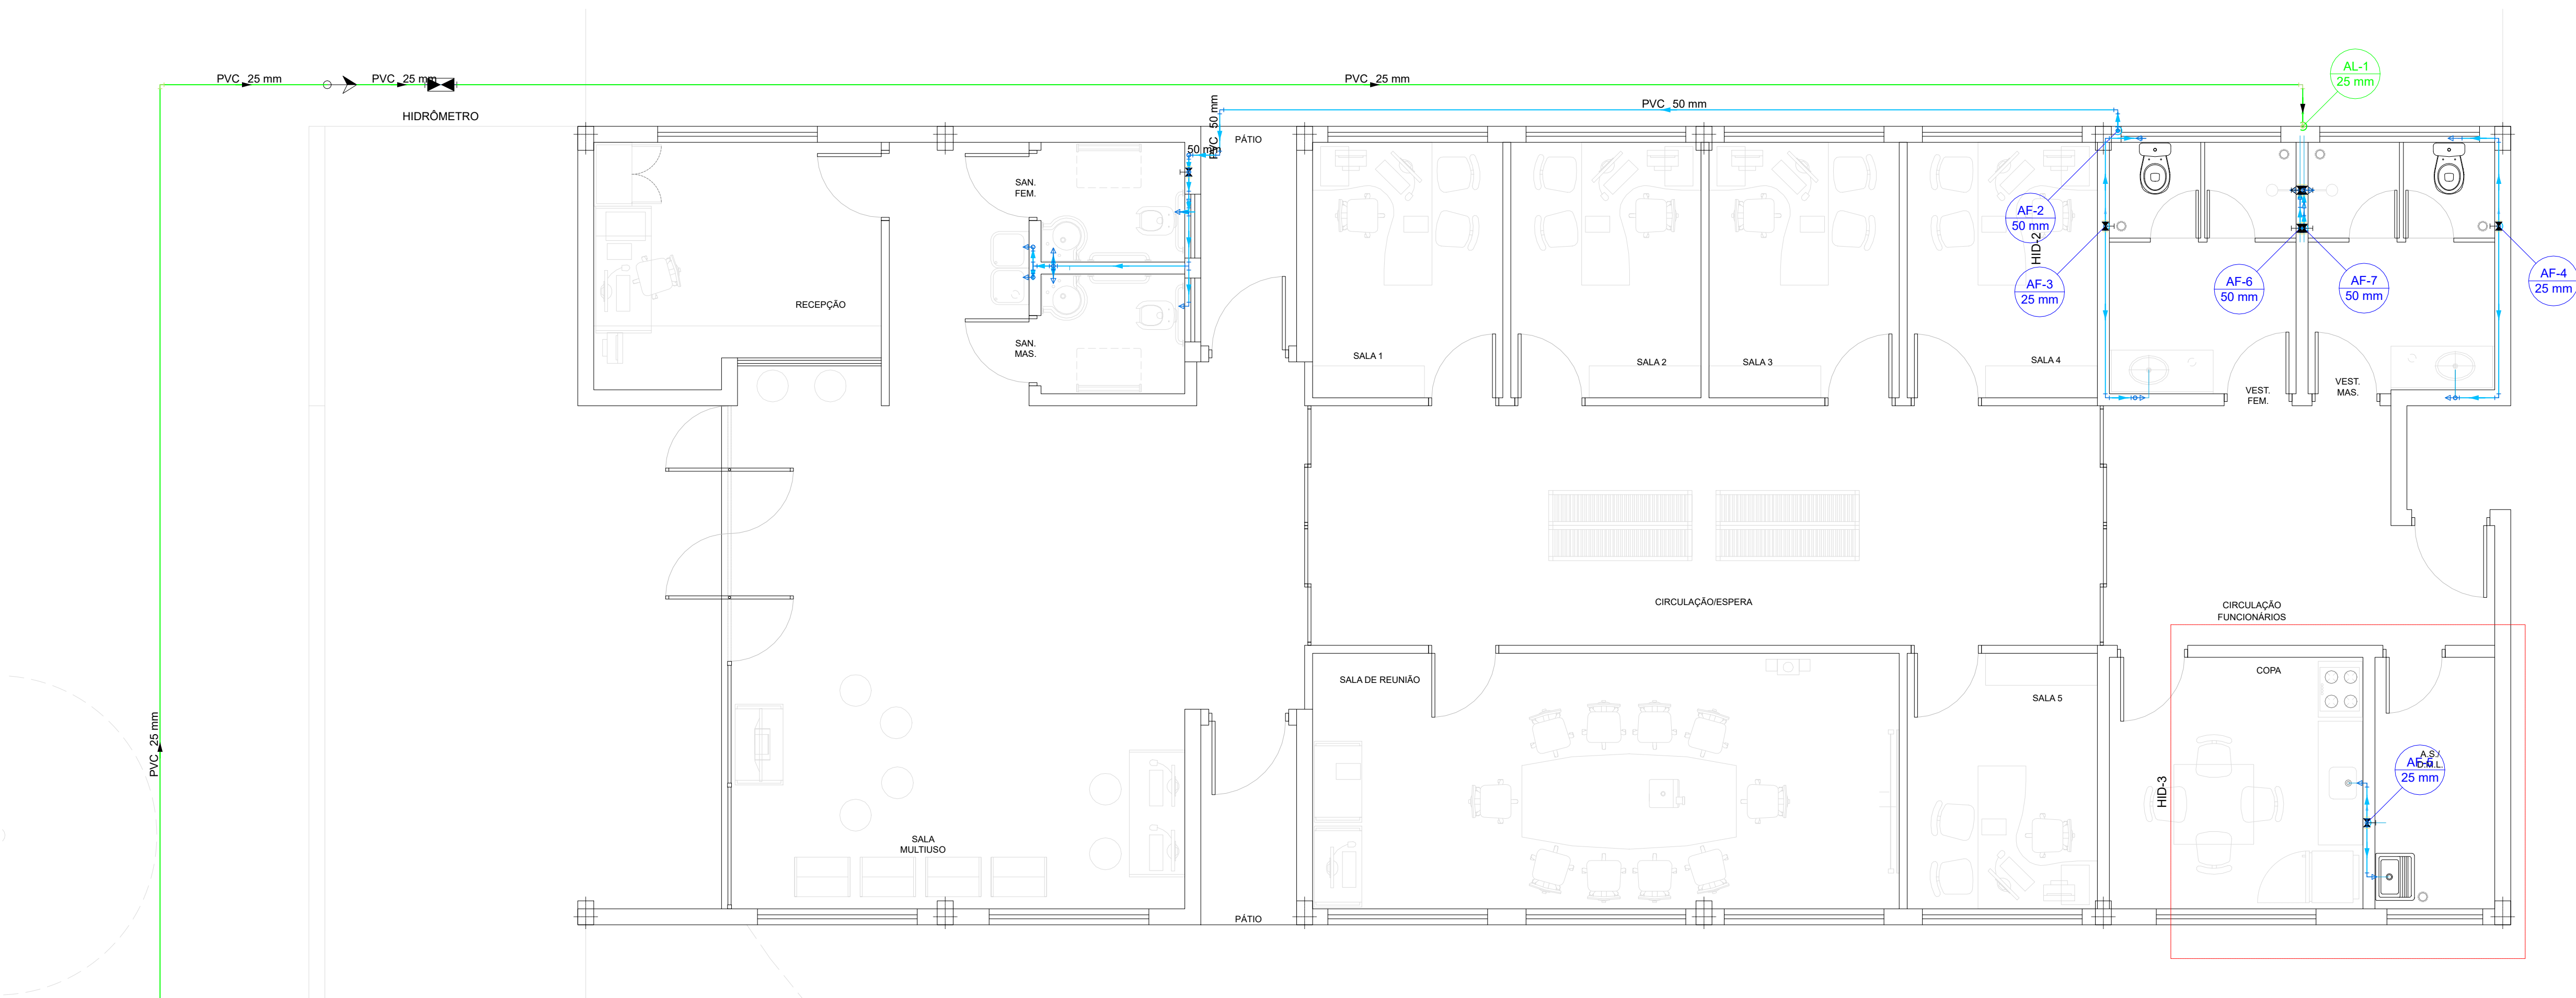 PVC 25 mm
PVC 25 mm
HIDRÔMETRO
PVC 25 mm
AL-1
25 mm
PVC 50 mm
PVC 50 mm
50 mm
PÁTIO
SAN.
FEM.
RECEPÇÃO
SAN.
MAS.
SALA 1
SALA 2
SALA 3
SALA 4
AF-2
50 mm
HID-2
AF-3
25 mm
AF-6
50 mm
AF-7
50 mm
AF-4
25 mm
VEST.
FEM.
VEST.
MAS.
CIRCULAÇÃO/ESPERA
CIRCULAÇÃO
FUNCIONÁRIOS
PVC 25 mm
SALA DE REUNIÃO
SALA 5
COPA
A.S./
D.M.L.
AF-5
25 mm
HID-3
SALA
MULTIUSO
PÁTIO